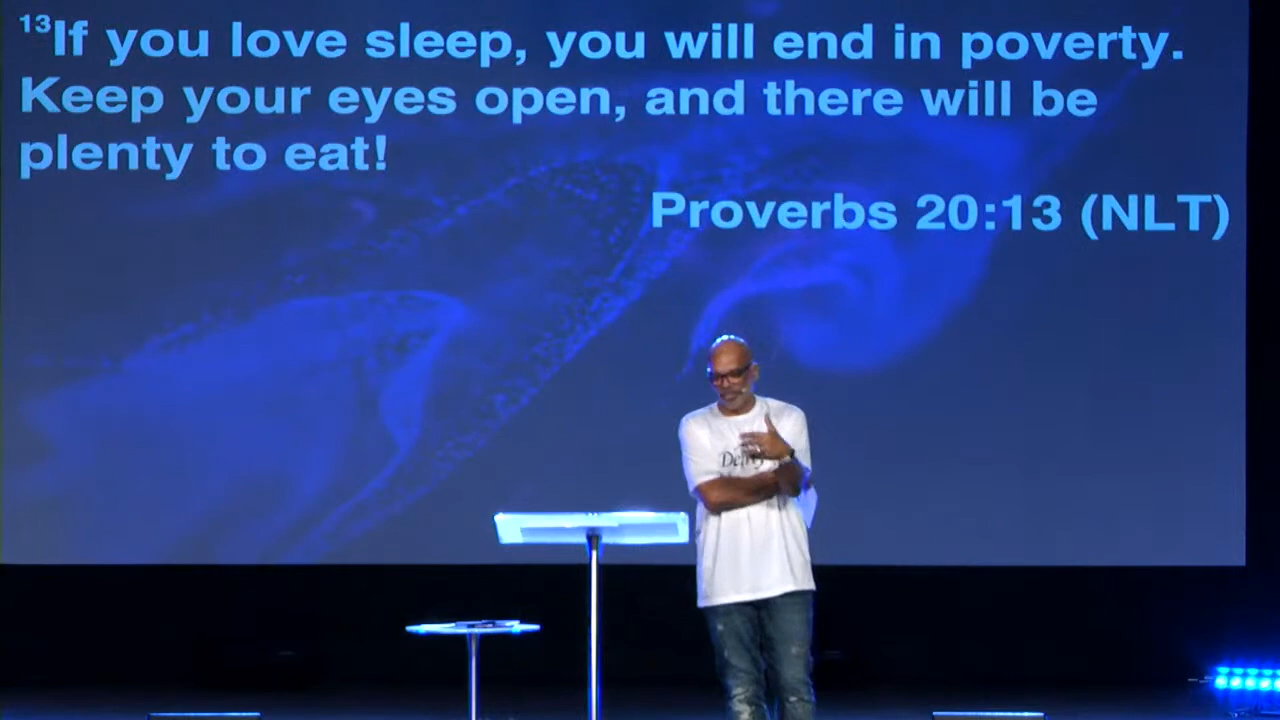 ¹³If you love sleep, you will end in poverty.
Keep your eyes open, and there will be
plenty to eat!
Proverbs 20:13 (NLT)